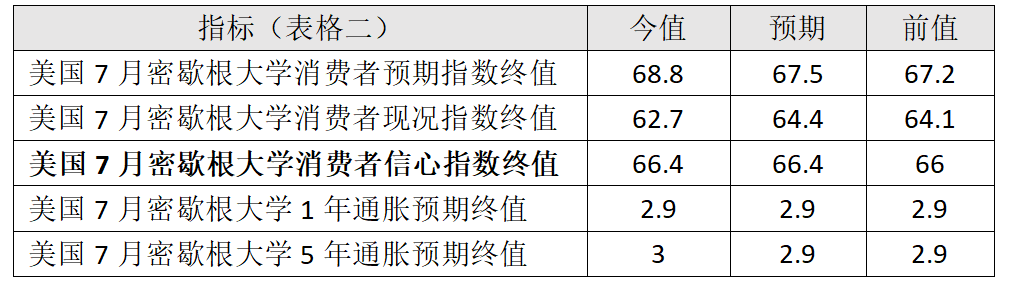 指标（表格二） 今值 预期 前值
美国 7 月密歇根大学消费者预期指数终值 68.8 67.5 67.2
美国 7 月密歇根大学消费者现况指数终值 62.7 64.4 64.1
美国 7 月密歇根大学消费者信心指数终值 66.4 66.4 66
美国 7 月密歇根大学 1 年通胀预期终值 2.9 2.9 2.9
美国 7 月密歇根大学 5 年通胀预期终值 3 2.9 2.9